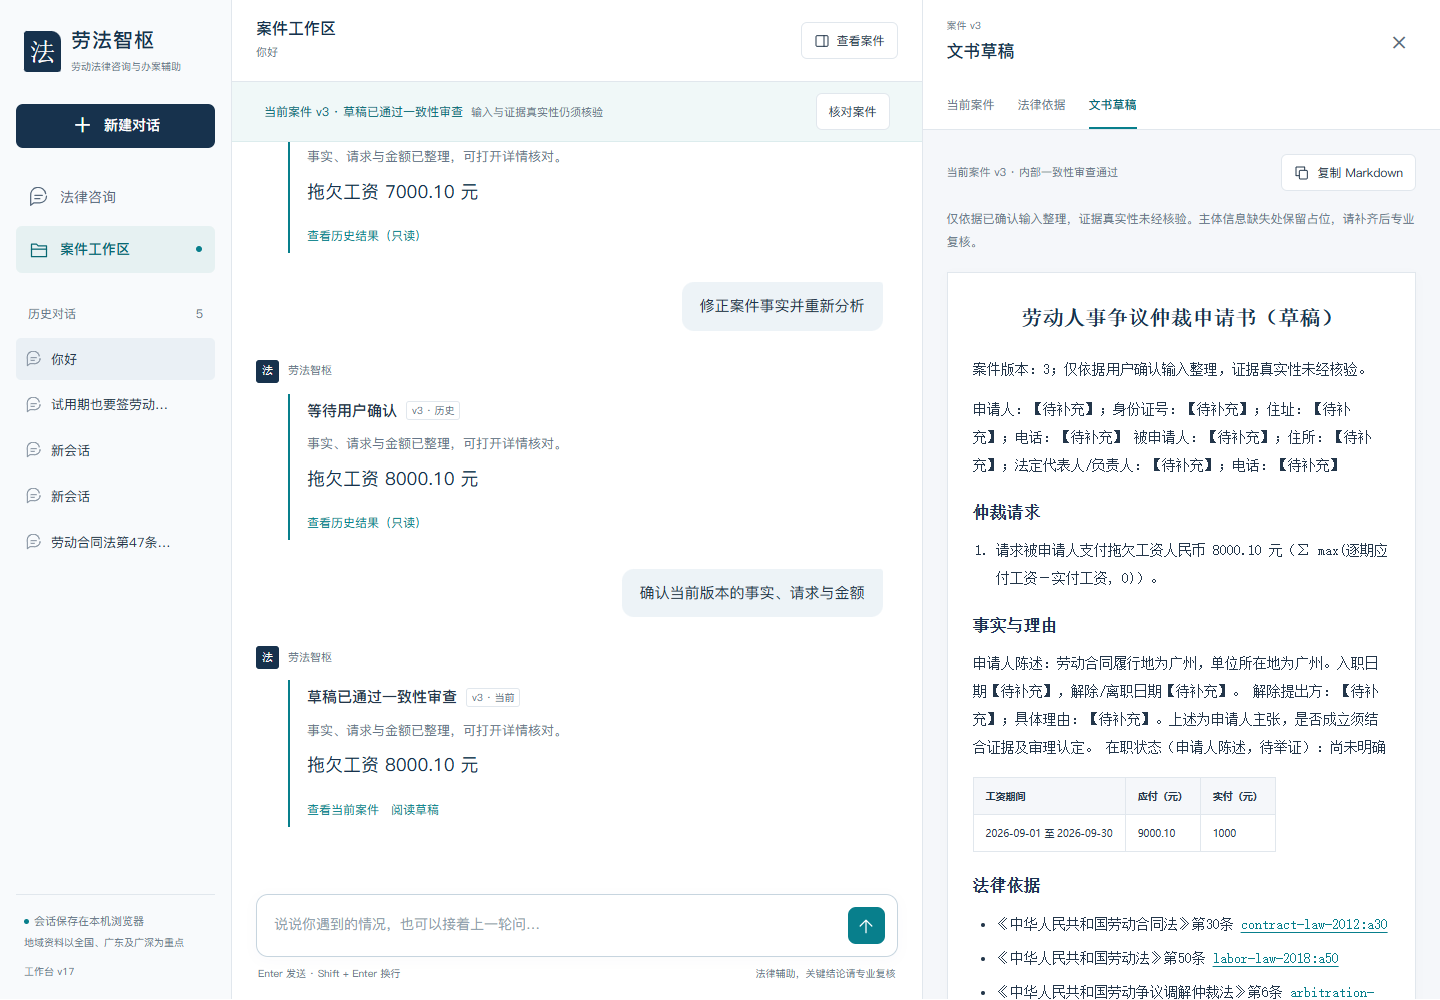 法
劳法智枢
劳动法律咨询与办案辅助
新建对话
法律咨询
案件工作区
历史对话
5
你好
试用期也要签劳动...
新会话
新会话
劳动合同法第47条...
会话保存在本机浏览器
地域资料以全国、广东及广深为重点
工作台 v17
案件工作区
你好
查看案件
当前案件 v3 · 草稿已通过一致性审查 输入与证据真实性仍须核验
核对案件
事实、请求与金额已整理，可打开详情核对。
拖欠工资 7000.10 元
查看历史结果（只读）
修正案件事实并重新分析
法 劳法智枢
等待用户确认 v3 · 历史
事实、请求与金额已整理，可打开详情核对。
拖欠工资 8000.10 元
查看历史结果（只读）
确认当前版本的事实、请求与金额
法 劳法智枢
草稿已通过一致性审查 v3 · 当前
事实、请求与金额已整理，可打开详情核对。
拖欠工资 8000.10 元
查看当前案件 阅读草稿
说说你遇到的情况，也可以接着上一轮问...
Enter 发送 · Shift + Enter 换行
法律辅助，关键结论请专业复核
案件 v3
文书草稿
当前案件 法律依据 文书草稿
当前案件 v3 · 内部一致性审查通过
复制 Markdown
仅依据已确认输入整理，证据真实性未经核验。主体信息缺失处保留占位，请补齐后专业
复核。
劳动人事争议仲裁申请书（草稿）
案件版本：3；仅依据用户确认输入整理，证据真实性未经核验。
申请人：【待补充】；身份证号：【待补充】；住址：【待补
充】；电话：【待补充】 被申请人：【待补充】；住所：【待补
充】；法定代表人/负责人：【待补充】；电话：【待补充】
仲裁请求
1. 请求被申请人支付拖欠工资人民币 8000.10 元（Σ max(逐期应
付工资－实付工资, 0)）。
事实与理由
申请人陈述：劳动合同履行地为广州，单位所在地为广州。入职日
期【待补充】，解除/离职日期【待补充】。 解除提出方：【待补
充】；具体理由：【待补充】。上述为申请人主张，是否成立须结
合证据及审理认定。 在职状态（申请人陈述，待举证）：尚未明确
工资期间 应付（元） 实付（元）
2026-09-01 至 2026-09-30 9000.10 1000
法律依据
《中华人民共和国劳动合同法》第30条 contract-law-2012:a30
《中华人民共和国劳动法》第50条 labor-law-2018:a50
《中华人民共和国劳动争议调解仲裁法》第6条 arbitration-